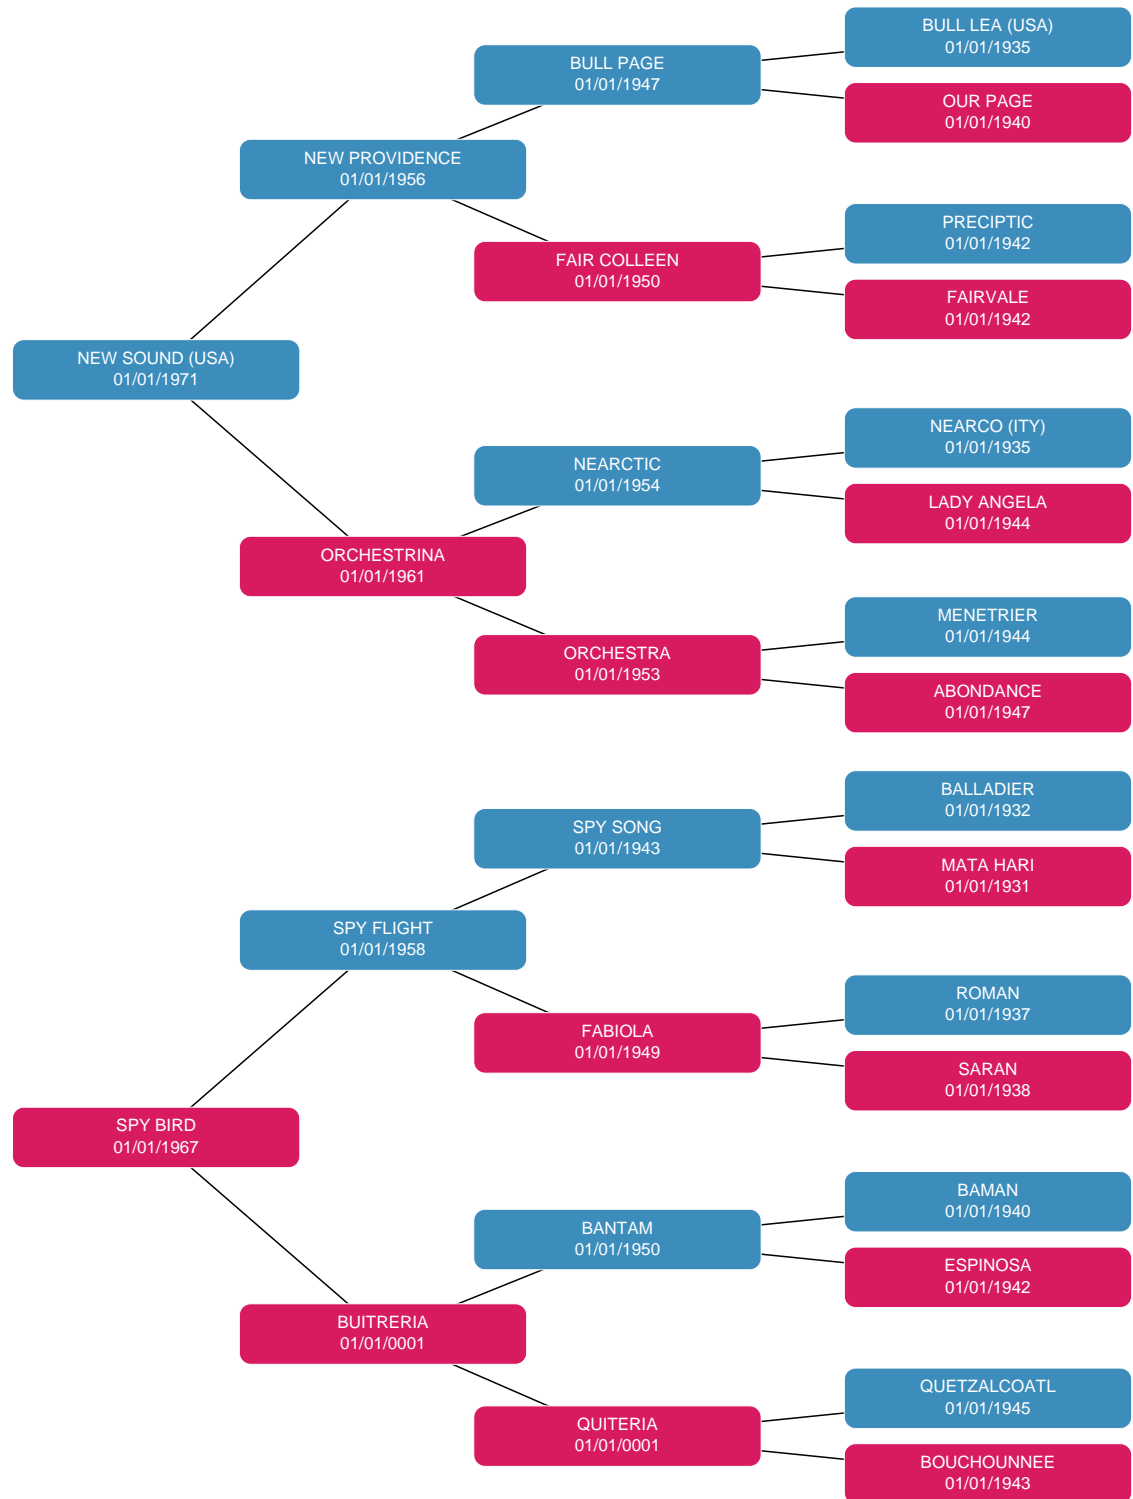 BULL LEA (USA)
01/01/1935
BULL PAGE
01/01/1947
OUR PAGE
01/01/1940
NEW PROVIDENCE
01/01/1956
PRECIPTIC
01/01/1942
FAIR COLLEEN
01/01/1950
FAIRVALE
01/01/1942
NEW SOUND (USA)
01/01/1971
NEARCO (ITY)
01/01/1935
NEARCTIC
01/01/1954
LADY ANGELA
01/01/1944
ORCHESTRINA
01/01/1961
MENETRIER
01/01/1944
ORCHESTRA
01/01/1953
ABONDANCE
01/01/1947
BALLADIER
01/01/1932
SPY SONG
01/01/1943
MATA HARI
01/01/1931
SPY FLIGHT
01/01/1958
ROMAN
01/01/1937
FABIOLA
01/01/1949
SARAN
01/01/1938
SPY BIRD
01/01/1967
BAMAN
01/01/1940
BANTAM
01/01/1950
ESPINOSA
01/01/1942
BUITRERIA
01/01/0001
QUETZALCOATL
01/01/1945
QUITERIA
01/01/0001
BOUCHOUNNEE
01/01/1943